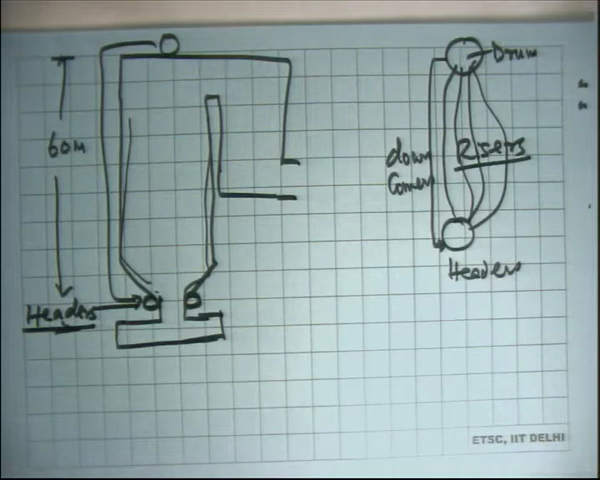 Drum
60m
down
Comers
Risers
Headers
Headers
ETSC, IIT DELHI